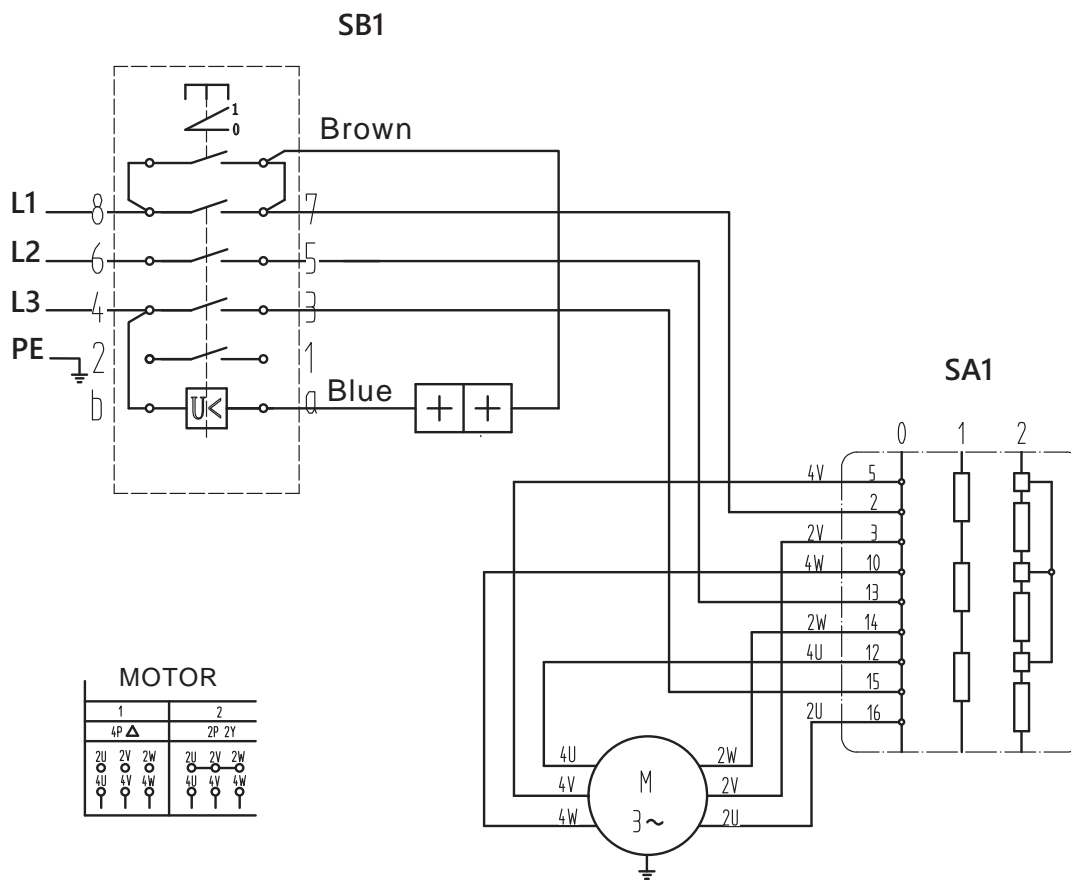 SB1
1
0
Brown
L1 8 7
L2 6 5
L3 4 3
PE 2 1
b U< a
Blue
SA1
0 1 2
4V 5
2
2V 3
4W 10
13
2W 14
4U 12
15
2U 16
MOTOR
1 2
4P △ 2P 2Y
2U 2V 2W 2U 2V 2W
4U 4V 4W 4U 4V 4W
4U 2W
4V M 2V
4W 3~ 2U